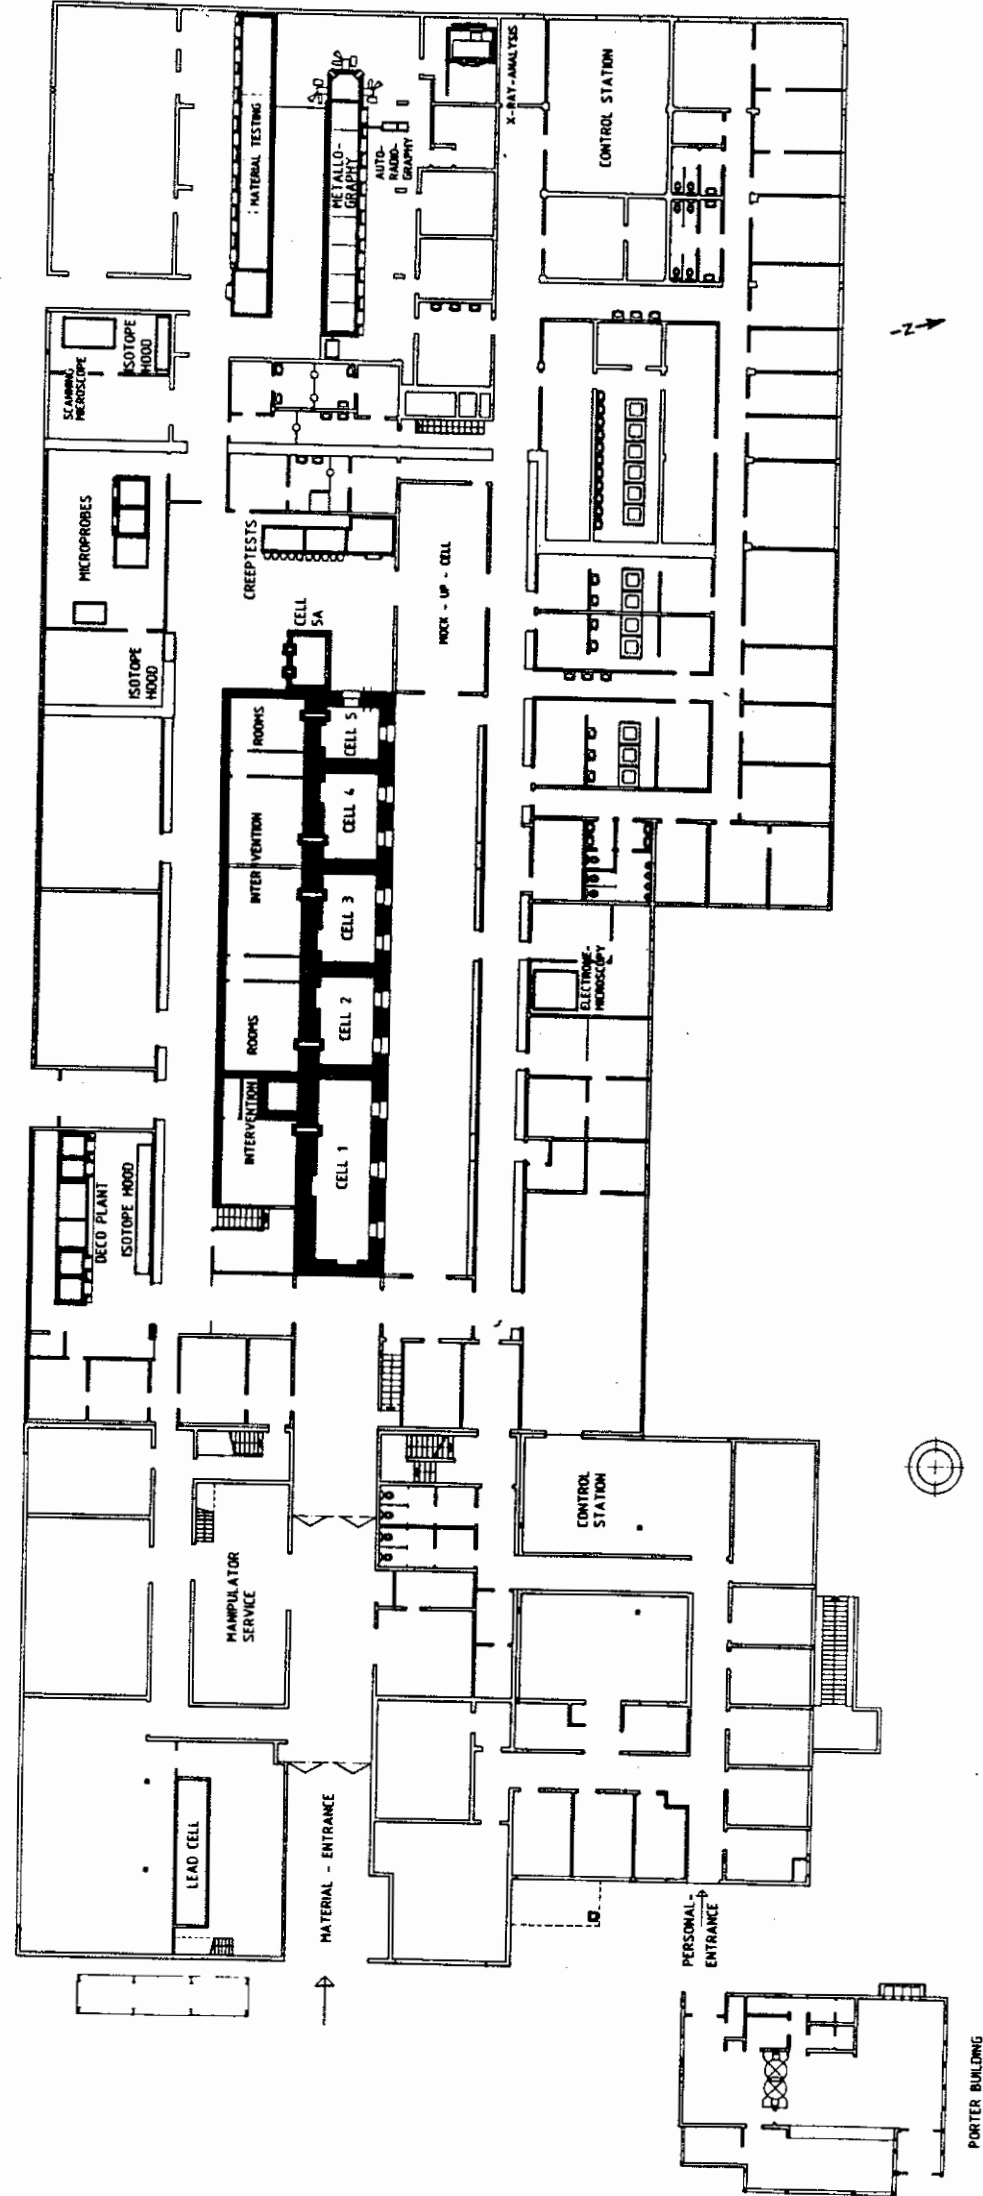 MATERIAL TESTING
METALLO-
GRAPHY
AUTO-
RADIO-
GRAPHY
X-RAY-ANALYSIS
CONTROL STATION
SCANNING
MICROSCOPE
ISOTOPE
HOOD
N
MICROPROBES
CREEPTESTS
MOCK - UP - CELL
CELL
5A
ISOTOPE
HOOD
ROOMS
CELL 5
CELL 4
INTERVENTION
CELL 3
ELECTRONE-
MICROSCOPY
CELL 2
ROOMS
INTERVENTION
CELL 1
DECO PLANT
ISOTOPE HOOD
CONTROL
STATION
MANIPULATOR
SERVICE
LEAD CELL
MATERIAL - ENTRANCE
PERSONAL-
ENTRANCE
PORTER BUILDING